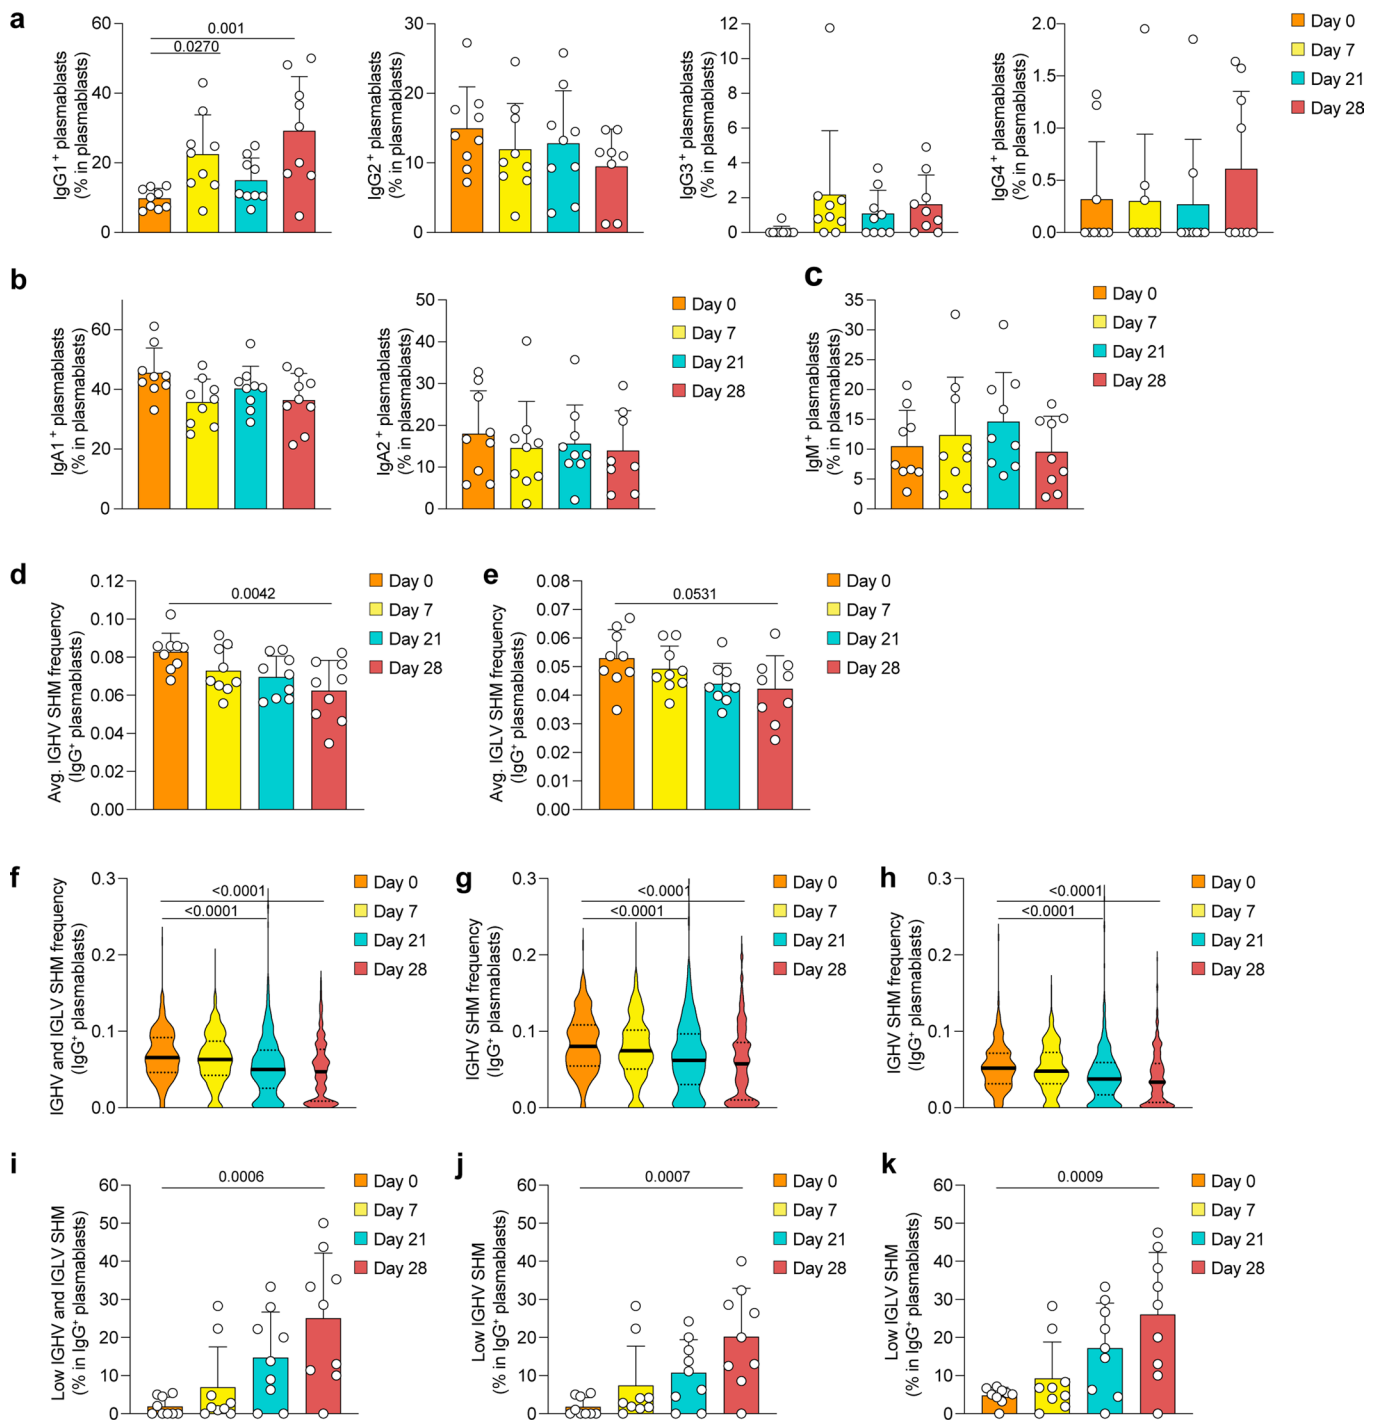 a
60
40
20
0
IgG1⁺ plasmablasts
(% in plasmablasts)
0.001
0.0270
30
20
10
0
IgG2⁺ plasmablasts
(% in plasmablasts)
12
10
8
6
4
2
0
IgG3⁺ plasmablasts
(% in plasmablasts)
2.0
1.5
1.0
0.5
0.0
IgG4⁺ plasmablasts
(% in plasmablasts)
Day 0
Day 7
Day 21
Day 28
b
60
40
20
0
IgA1⁺ plasmablasts
(% in plasmablasts)
50
40
30
20
10
0
IgA2⁺ plasmablasts
(% in plasmablasts)
Day 0
Day 7
Day 21
Day 28
c
35
30
25
20
15
10
5
0
IgM⁺ plasmablasts
(% in plasmablasts)
Day 0
Day 7
Day 21
Day 28
d
0.12
0.10
0.08
0.06
0.04
0.02
0.00
Avg. IGHV SHM frequency
(IgG⁺ plasmablasts)
0.0042
Day 0
Day 7
Day 21
Day 28
e
0.08
0.07
0.06
0.05
0.04
0.03
0.02
0.01
0.00
Avg. IGLV SHM frequency
(IgG⁺ plasmablasts)
0.0531
Day 0
Day 7
Day 21
Day 28
f
0.3
0.2
0.1
0.0
IGHV and IGLV SHM frequency
(IgG⁺ plasmablasts)
<0.0001
<0.0001
Day 0
Day 7
Day 21
Day 28
g
0.3
0.2
0.1
0.0
IGHV SHM frequency
(IgG⁺ plasmablasts)
<0.0001
<0.0001
Day 0
Day 7
Day 21
Day 28
h
0.3
0.2
0.1
0.0
IGHV SHM frequency
(IgG⁺ plasmablasts)
<0.0001
<0.0001
Day 0
Day 7
Day 21
Day 28
i
60
50
40
30
20
10
0
Low IGHV and IGLV SHM
(% in IgG⁺ plasmablasts)
0.0006
Day 0
Day 7
Day 21
Day 28
j
60
50
40
30
20
10
0
Low IGHV SHM
(% in IgG⁺ plasmablasts)
0.0007
Day 0
Day 7
Day 21
Day 28
k
60
50
40
30
20
10
0
Low IGLV SHM
(% in IgG⁺ plasmablasts)
0.0009
Day 0
Day 7
Day 21
Day 28